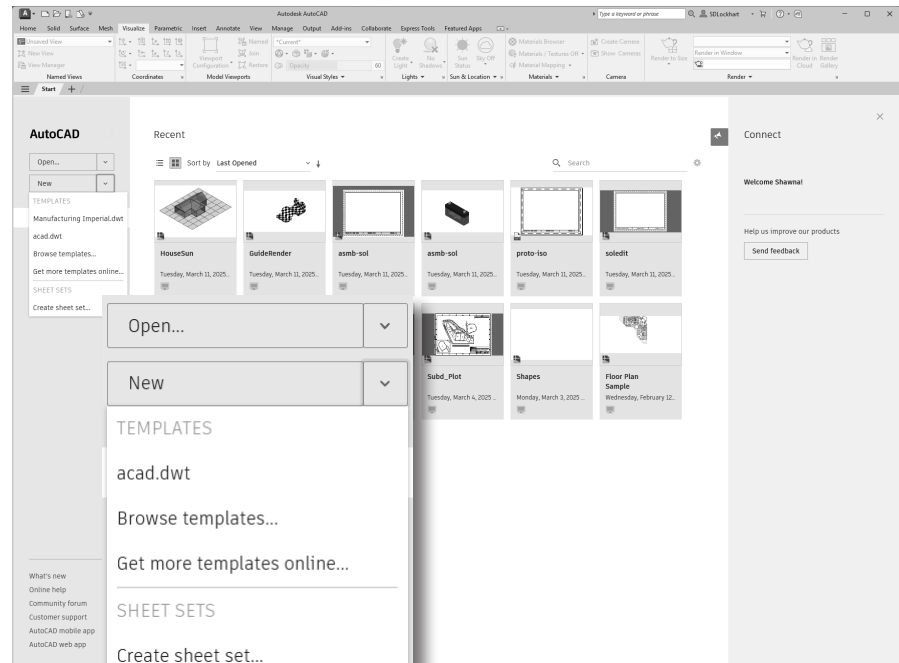 Autodesk AutoCAD
Type a keyword or phrase
SDLockhart
Home Solid Surface Mesh Visualize Parametric Insert Annotate View Manage Output Add-ins Collaborate Express Tools Featured Apps
Unsaved View
New View
View Manager
Named Views
Coordinates
Viewport
Configuration
Named
Join
Restore
Model Viewports
*Current*
Opacity
60
Visual Styles
Create
Light
No
Shadows
Lights
Sun
Status
Sky Off
Sun & Location
Materials Browser
Materials / Textures Off
Material Mapping
Materials
Create Camera
Show Cameras
Camera
Render to Size
Render in Window
Render in
Cloud
Render
Gallery
Render
Start
AutoCAD
Open...
New
TEMPLATES
Manufacturing Imperial.dwt
acad.dwt
Browse templates...
Get more templates online...
SHEET SETS
Create sheet set...
Recent
Sort by Last Opened
Search
HouseSun
Tuesday, March 11, 2025..
GuideRender
Tuesday, March 11, 2025..
asmb-sol
Tuesday, March 11, 2025..
asmb-sol
Tuesday, March 11, 2025..
proto-iso
Tuesday, March 11, 2025..
soledit
Tuesday, March 11, 2025..
Subd_Plot
Tuesday, March 4, 2025 ..
Shapes
Monday, March 3, 2025 ..
Floor Plan
Sample
Wednesday, February 12..
Connect
Welcome Shawna!
Help us improve our products
Send feedback
Open...
New
TEMPLATES
acad.dwt
Browse templates...
Get more templates online...
SHEET SETS
Create sheet set...
What's new
Online help
Community forum
Customer support
AutoCAD mobile app
AutoCAD web app